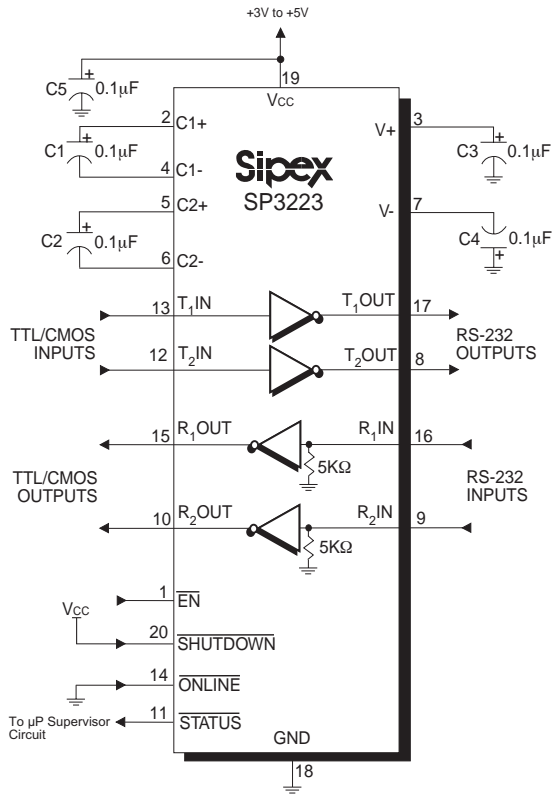 +3V to +5V
19
VCC
C5 + 0.1μF
2 C1+
C1 + 0.1μF
4 C1-
5 C2+
C2 + 0.1μF
6 C2-
Sipex
SP3223
V+ 3
C3 + 0.1μF
V- 7
C4 0.1μF +
TTL/CMOS
INPUTS
13 T1IN
T1OUT 17
12 T2IN
T2OUT 8
RS-232
OUTPUTS
TTL/CMOS
OUTPUTS
15 R1OUT
R1IN 16
5KΩ
10 R2OUT
R2IN 9
5KΩ
RS-232
INPUTS
1 EN
VCC
20 SHUTDOWN
14 ONLINE
To μP Supervisor
Circuit
11 STATUS
GND
18